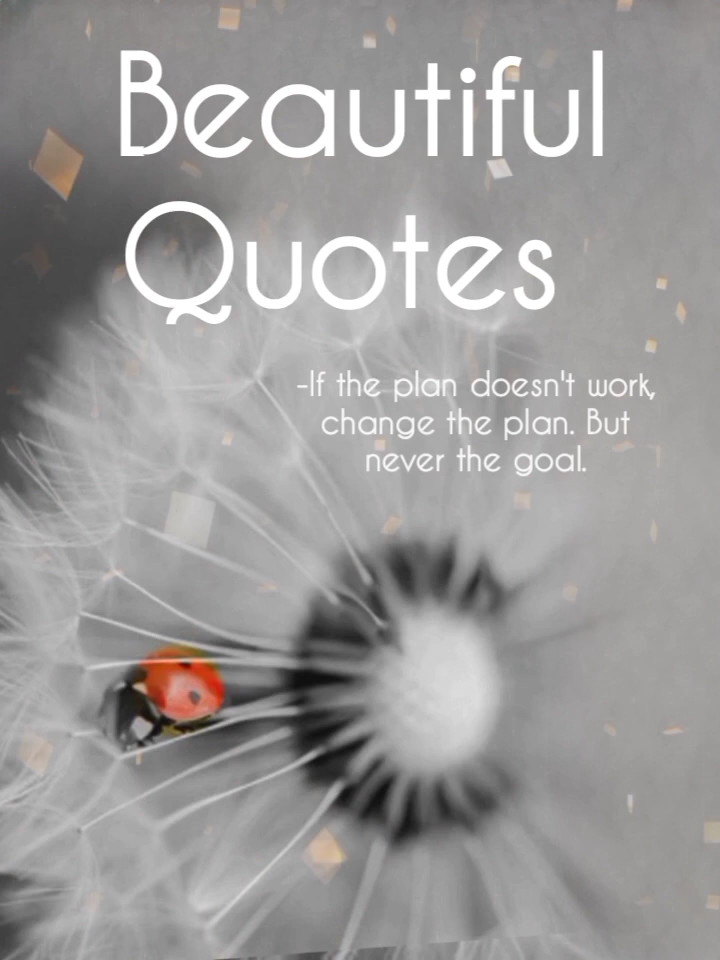 Beautiful
Quotes
-If the plan doesn't work,
change the plan. But
never the goal.